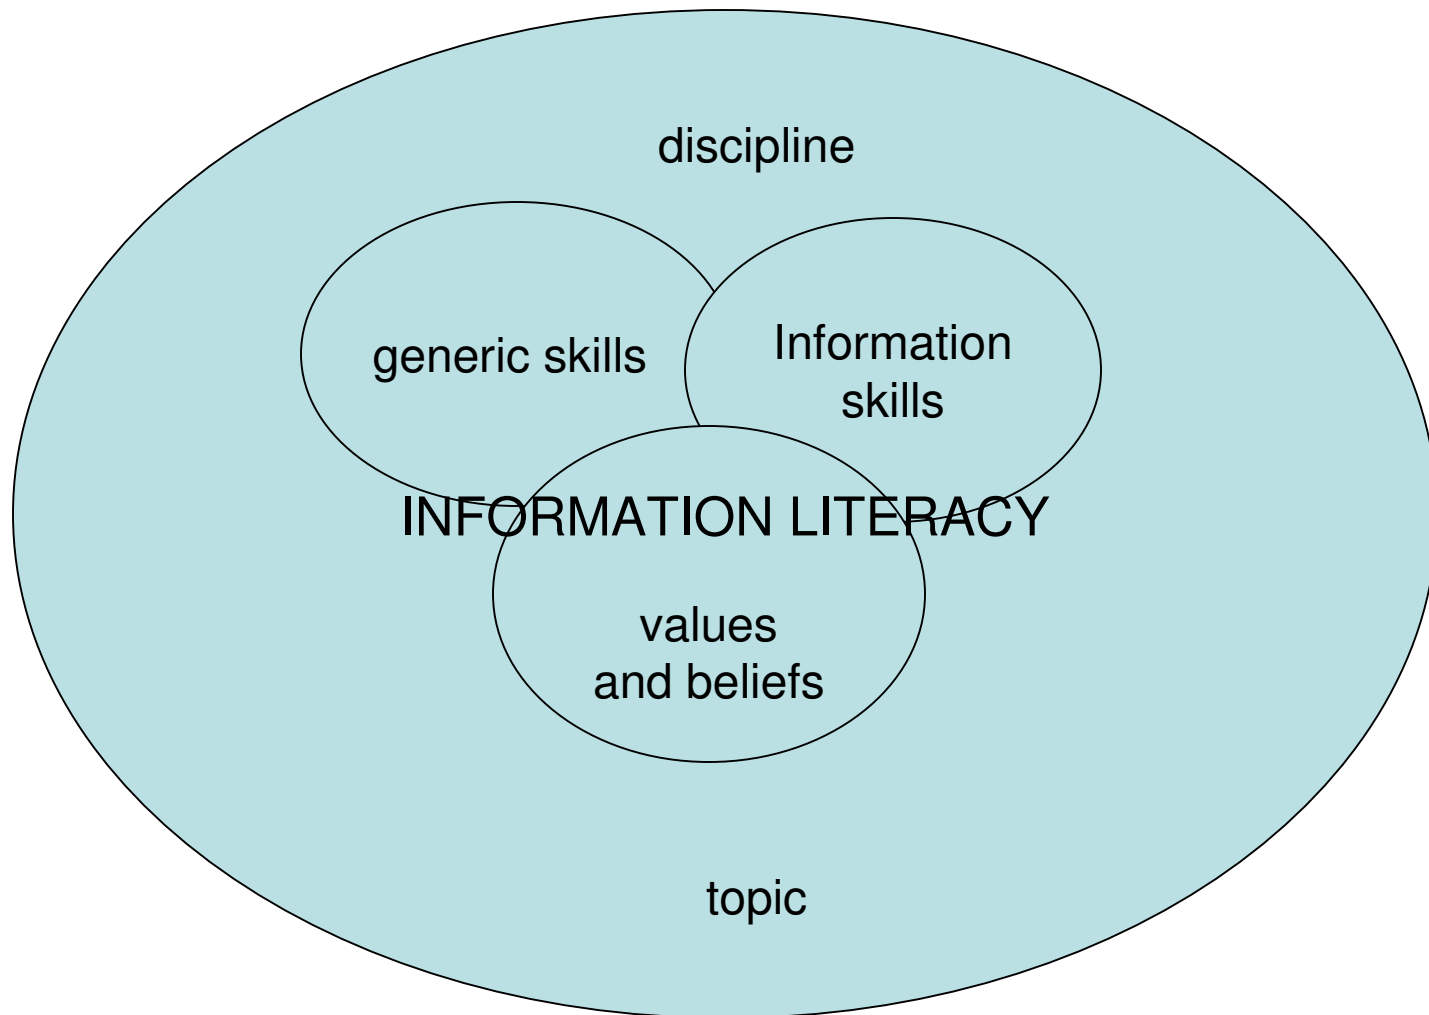 discipline
generic skills
Information
skills
INFORMATION LITERACY
values
and beliefs
topic